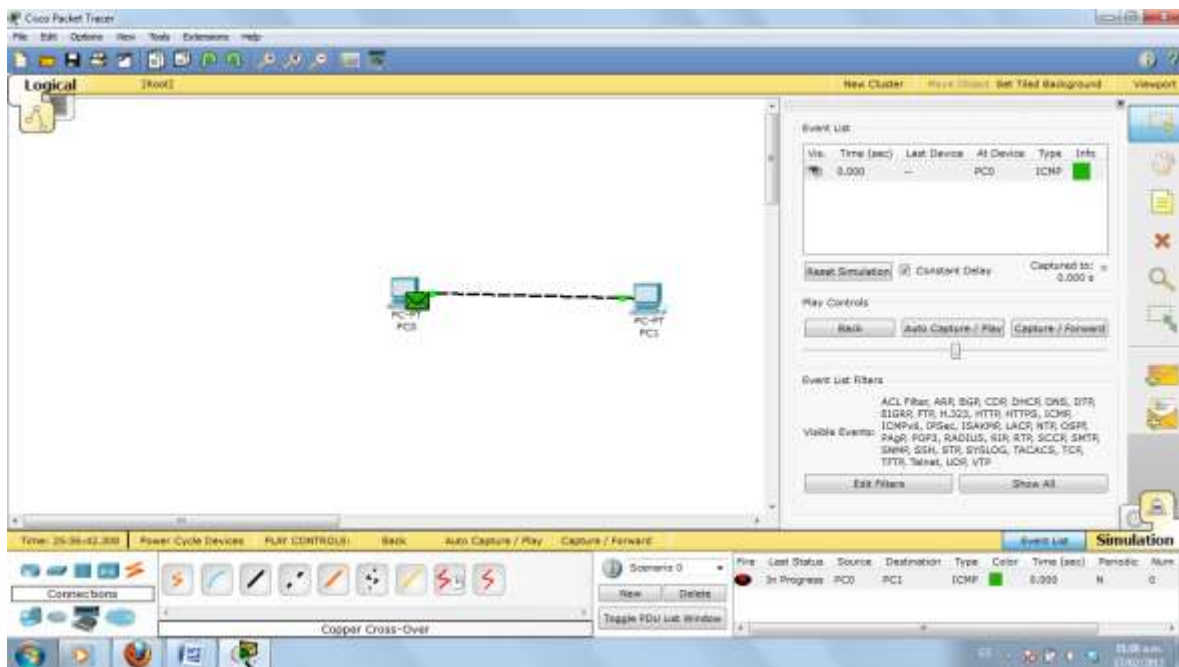 Cisco Packet Tracer
File Edit Options View Tools Extensions Help
Logical [Root] New Cluster Move Object Set Tiled Background Viewport
Event List
Vis. Time (sec) Last Device At Device Type Info
0.000 -- PC0 ICMP
Reset Simulation Constant Delay Captured to:
0.000 s
Play Controls
Back Auto Capture / Play Capture / Forward
PC-PT
PC0
PC-PT
PC1
Event List Filters
Visible Events:
ACL Filter, ARP, BGP, CDP, DHCP, DNS, DTP,
EIGRP, FTP, H.323, HTTP, HTTPS, ICMP,
ICMPv6, IPSec, ISAKMP, LACP, NTP, OSPF,
PAgP, POP3, RADIUS, RIP, RTP, SCCP, SMTP,
SNMP, SSH, STP, SYSLOG, TACACS, TCP,
TFTP, Telnet, UDP, VTP
Edit Filters Show All
Time: Power Cycle Devices PLAY CONTROLS: Back Auto Capture / Play Capture / Forward Event List Simulation
Connections
Copper Cross-Over
Scenario 0
New Delete
Toggle PDU List Window
Fire Last Status Source Destination Type Color Time (sec) Periodic Num
In Progress PC0 PC1 ICMP 0.000 N 0